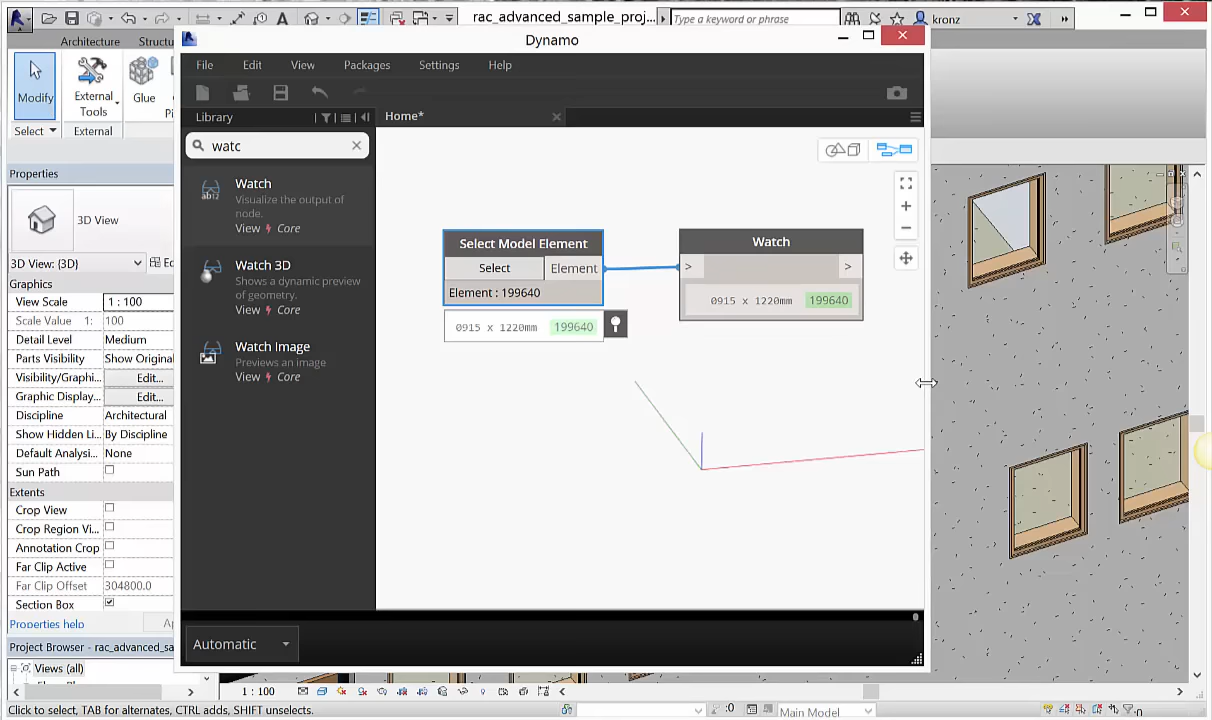 rac_advanced_sample_proj...
Type a keyword or phrase
kronz
Architecture
Structu
Modify
External
Tools
Glue
Pi
Select
External
Properties
3D View
3D View: {3D}
Ed
Graphics
View Scale
1 : 100
Scale Value 1:
100
Detail Level
Medium
Parts Visibility
Show Original
Visibility/Graphi...
Edit...
Graphic Display...
Edit...
Discipline
Architectural
Show Hidden Li...
By Discipline
Default Analysi...
None
Sun Path
Extents
Crop View
Crop Region Vi...
Annotation Crop
Far Clip Active
Far Clip Offset
304800.0
Section Box
Properties help
Ap
Project Browser - rac_advanced_sa
Views (all)
Dynamo
File
Edit
View
Packages
Settings
Help
Library
Home*
watc
Watch
Visualize the output of
node.
View
Core
Watch 3D
Shows a dynamic preview
of geometry.
View
Core
Watch Image
Previews an image
View
Core
Select Model Element
Select
Element
Element : 199640
0915 x 1220mm 199640
Watch
>
>
0915 x 1220mm 199640
Automatic
1 : 100
Click to select, TAB for alternates, CTRL adds, SHIFT unselects.
:0
Main Model
:0